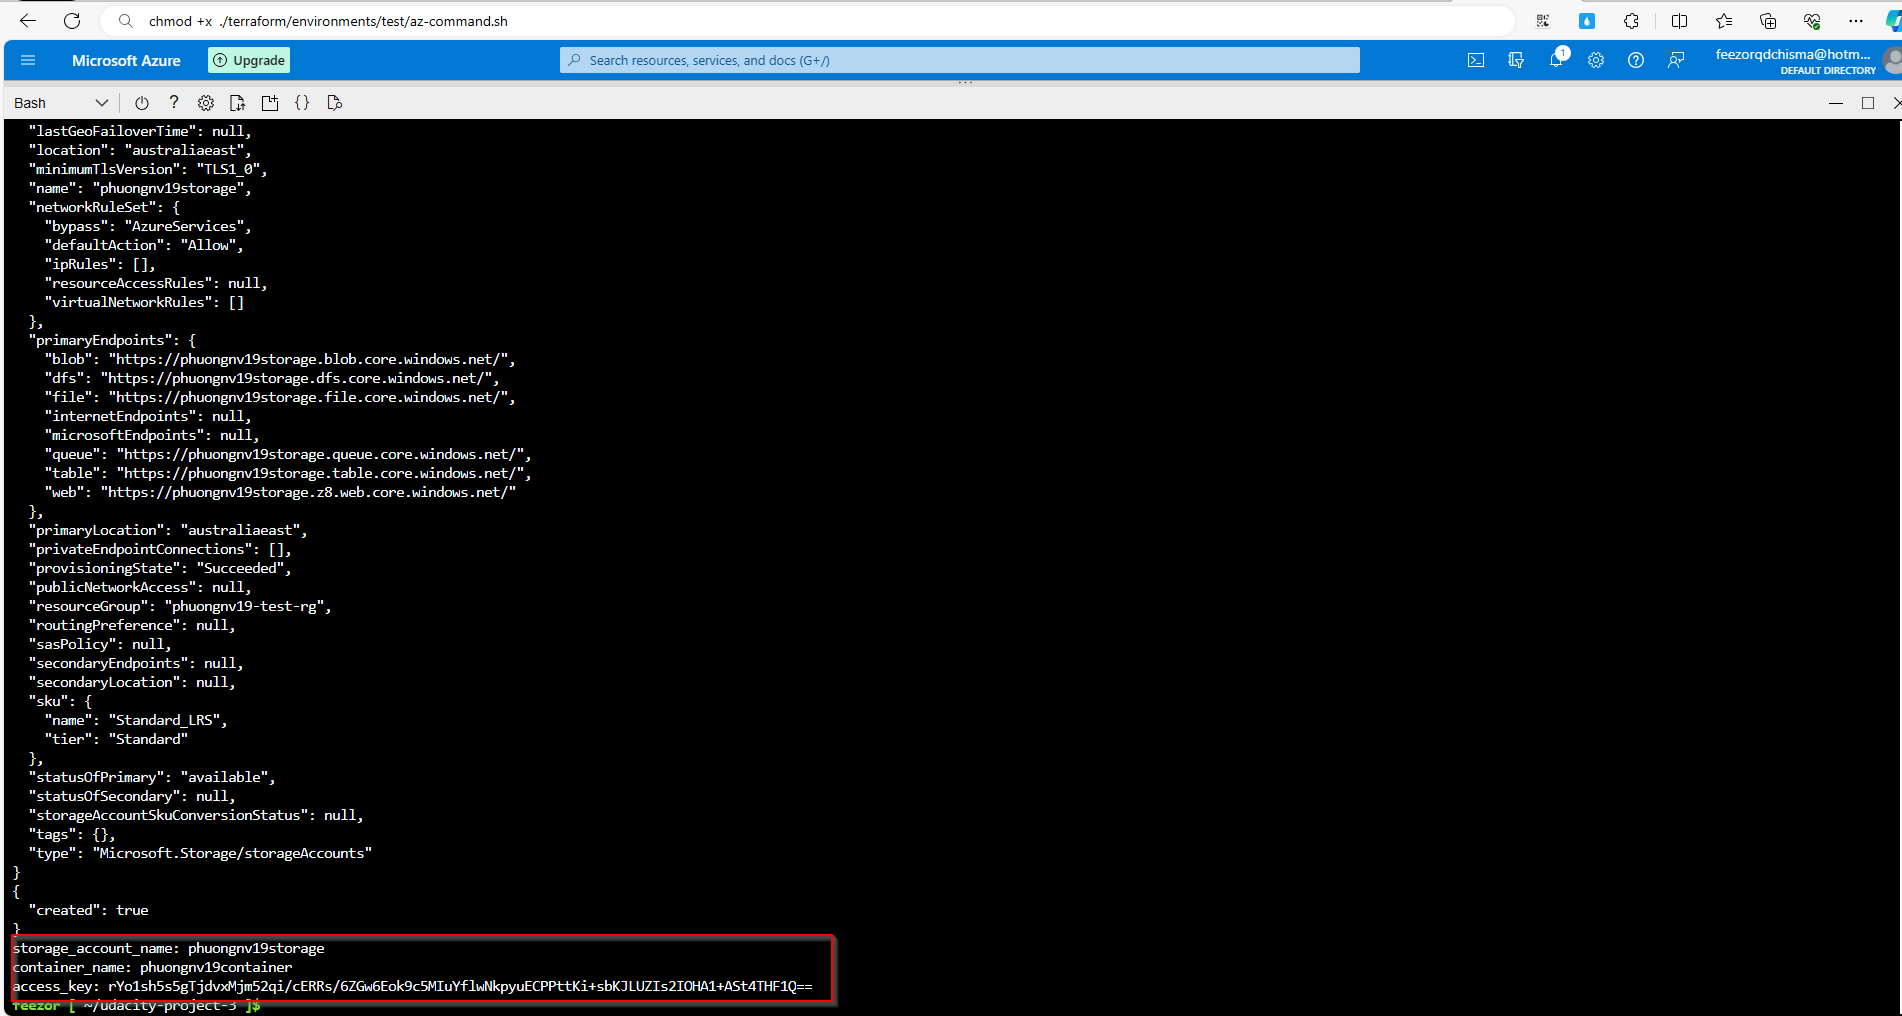 chmod +x ./terraform/environments/test/az-command.sh
Microsoft Azure
Upgrade
Search resources, services, and docs (G+/)
1
feezorqdchisma@hotm...
DEFAULT DIRECTORY
Bash
"lastGeoFailoverTime": null,
"location": "australiaeast",
"minimumTlsVersion": "TLS1_0",
"name": "phuongnv19storage",
"networkRuleSet": {
"bypass": "AzureServices",
"defaultAction": "Allow",
"ipRules": [],
"resourceAccessRules": null,
"virtualNetworkRules": []
},
"primaryEndpoints": {
"blob": "https://phuongnv19storage.blob.core.windows.net/",
"dfs": "https://phuongnv19storage.dfs.core.windows.net/",
"file": "https://phuongnv19storage.file.core.windows.net/",
"internetEndpoints": null,
"microsoftEndpoints": null,
"queue": "https://phuongnv19storage.queue.core.windows.net/",
"table": "https://phuongnv19storage.table.core.windows.net/",
"web": "https://phuongnv19storage.z8.web.core.windows.net/"
},
"primaryLocation": "australiaeast",
"privateEndpointConnections": [],
"provisioningState": "Succeeded",
"publicNetworkAccess": null,
"resourceGroup": "phuongnv19-test-rg",
"routingPreference": null,
"sasPolicy": null,
"secondaryEndpoints": null,
"secondaryLocation": null,
"sku": {
"name": "Standard_LRS",
"tier": "Standard"
},
"statusOfPrimary": "available",
"statusOfSecondary": null,
"storageAccountSkuConversionStatus": null,
"tags": {},
"type": "Microsoft.Storage/storageAccounts"
}
{
"created": true
}
storage_account_name: phuongnv19storage
container_name: phuongnv19container
access_key: rYo1sh5s5gTjdvxMjm52qi/cERRs/6ZGw6Eok9c5MIuYflwNkpyuECPPttKi+sbKJLUZIs2IOHA1+ASt4THF1Q==
feezor [ ~/udacity-project-3 ]$